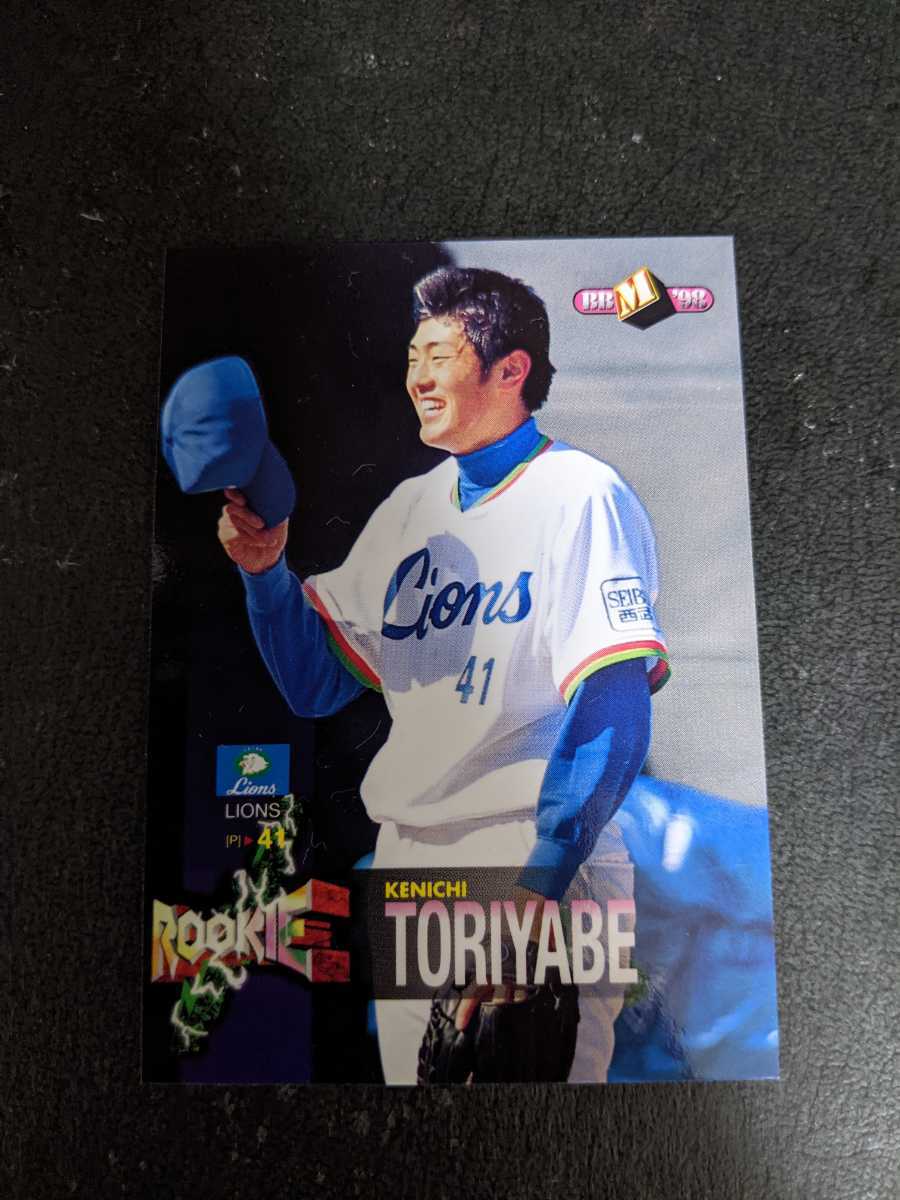 BBM '98
Lions
SEIBU
西武
41
Lions
LIONS
[P] ▶ 41
ROOKIE
KENICHI
TORIYABE